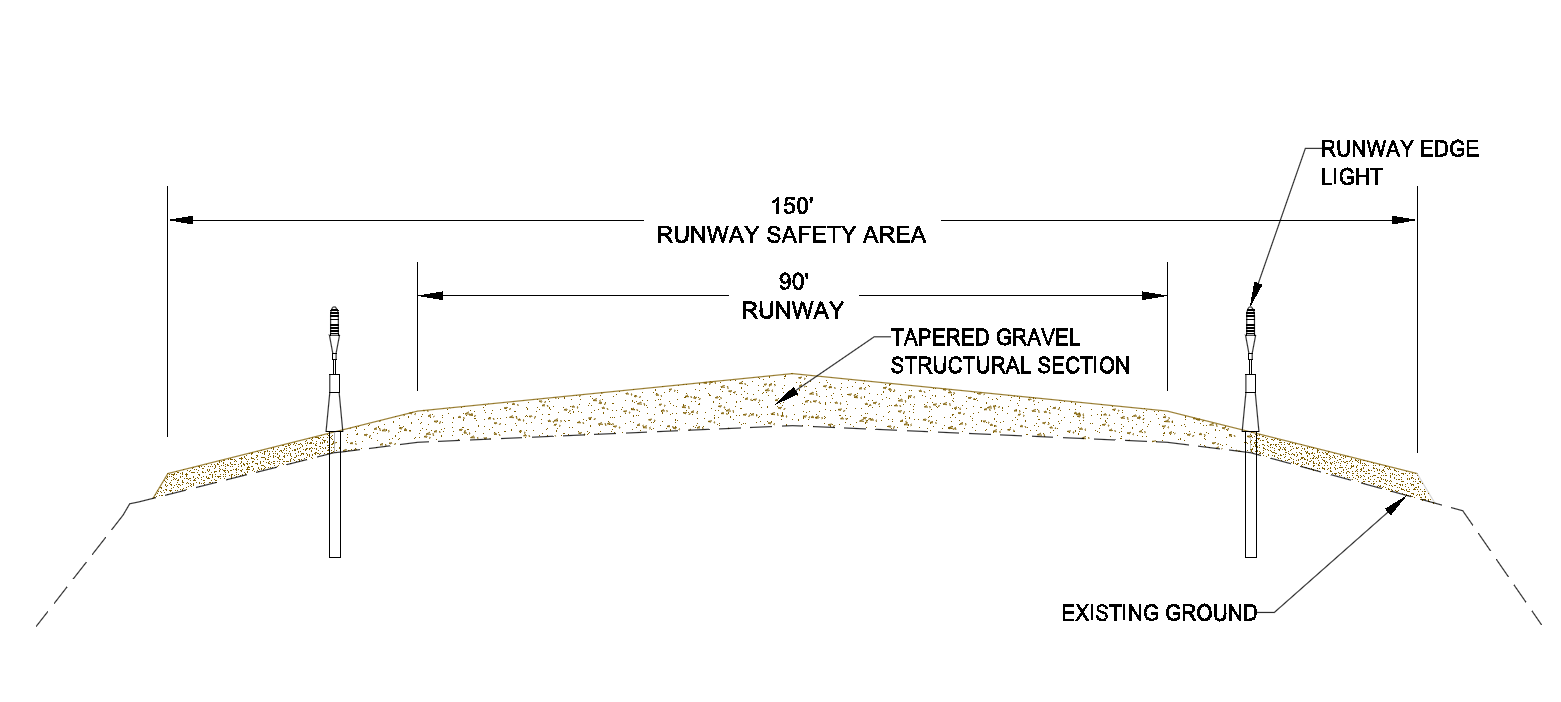 RUNWAY EDGE
LIGHT
150'
RUNWAY SAFETY AREA
90'
RUNWAY
TAPERED GRAVEL
STRUCTURAL SECTION
EXISTING GROUND